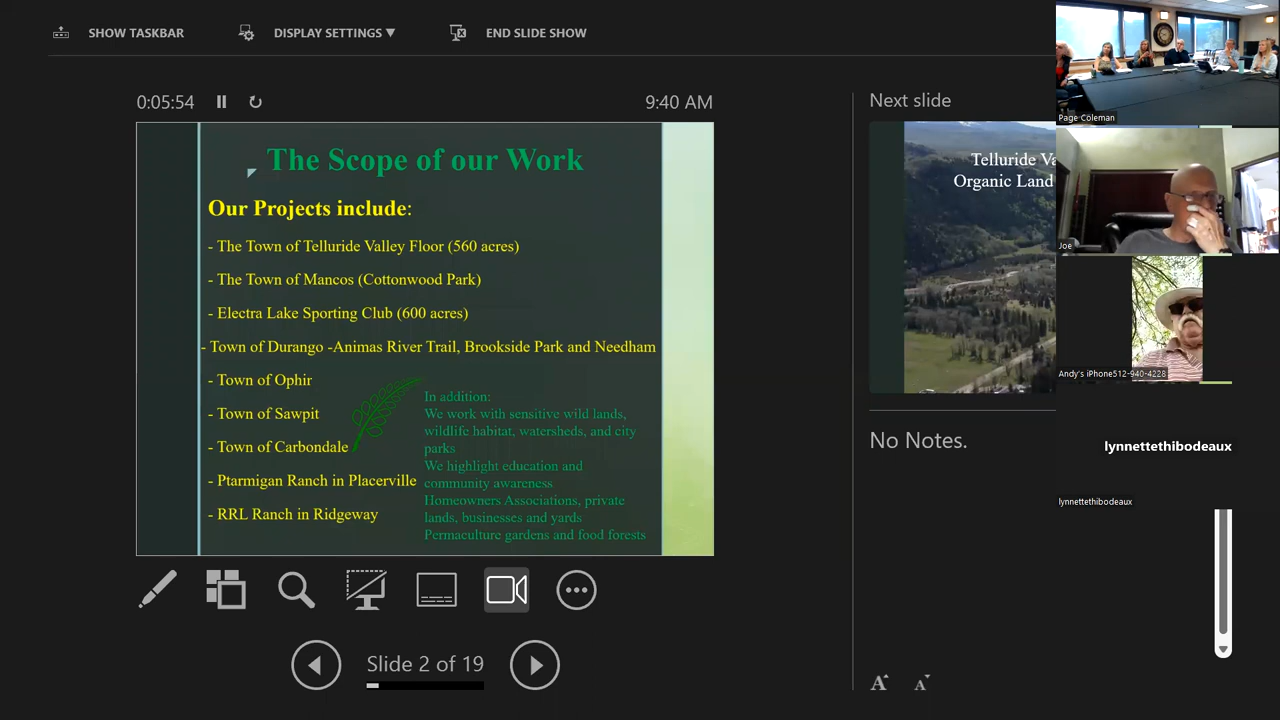 SHOW TASKBAR
DISPLAY SETTINGS ▼
END SLIDE SHOW
0:05:54
9:40 AM
The Scope of our Work
Our Projects include:
- The Town of Telluride Valley Floor (560 acres)
- The Town of Mancos (Cottonwood Park)
- Electra Lake Sporting Club (600 acres)
- Town of Durango -Animas River Trail, Brookside Park and Needham
- Town of Ophir
- Town of Sawpit
- Town of Carbondale
- Ptarmigan Ranch in Placerville
- RRL Ranch in Ridgeway
In addition:
We work with sensitive wild lands,
wildlife habitat, watersheds, and city
parks
We highlight education and
community awareness
Homeowners Associations, private
lands, businesses and yards
Permaculture gardens and food forests
Slide 2 of 19
Next slide
Telluride Va
Organic Land
No Notes.
A A
Page Coleman
Joe
Andy's iPhone512-940-4228
lynnettethibodeaux
lynnettethibodeaux